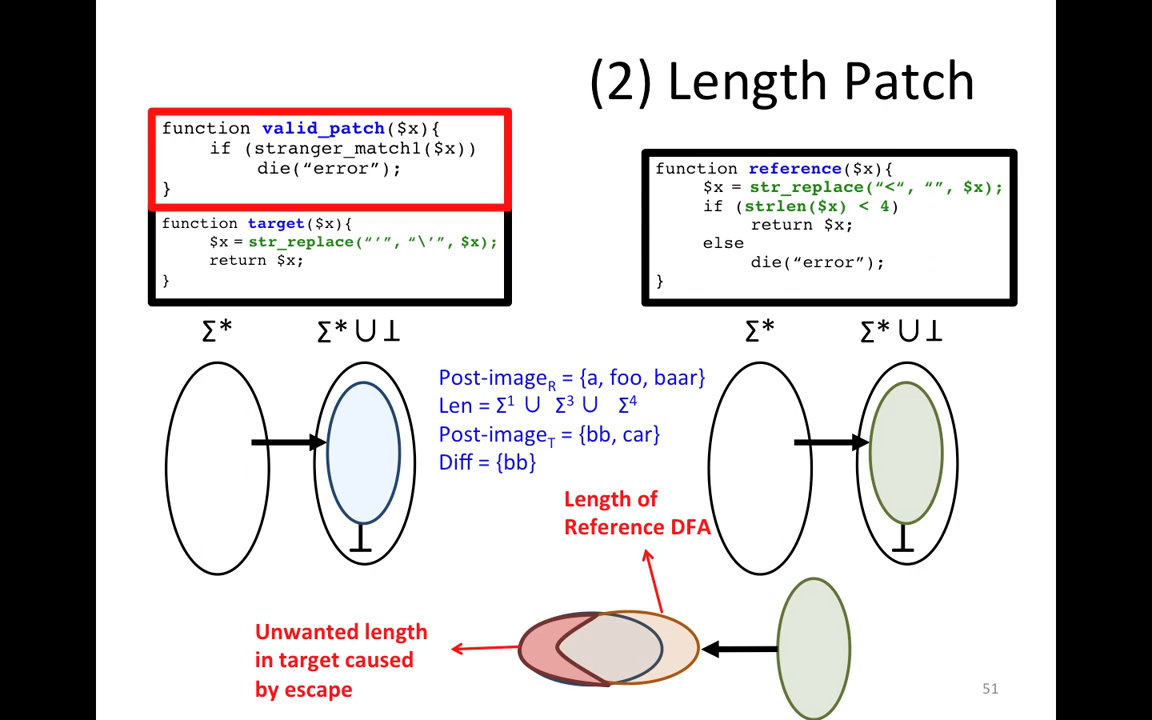 (2) Length Patch
function valid_patch($x){
if (stranger_match1($x))
die(“error”);
}
function target($x){
$x = str_replace(“’”, “\’”, $x);
return $x;
}
function reference($x){
$x = str_replace(“<“, “”, $x);
if (strlen($x) < 4)
return $x;
else
die(“error”);
}
Σ*
Σ* ∪ ⊥
Σ*
Σ* ∪ ⊥
Post-imageR = {a, foo, baar}
Len = Σ1 ∪ Σ3 ∪ Σ4
Post-imageT = {bb, car}
Diff = {bb}
⊥
⊥
Length of
Reference DFA
Unwanted length
in target caused
by escape
51